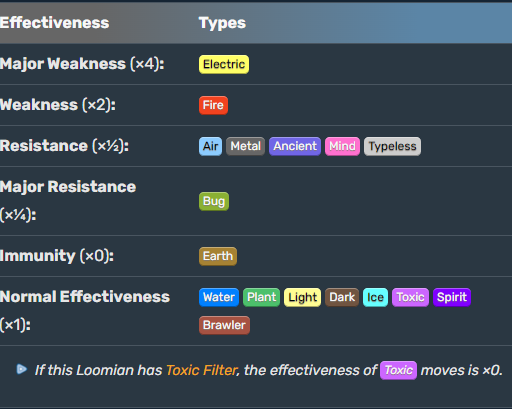 Effectiveness Types
Major Weakness (×4): Electric
Weakness (×2): Fire
Resistance (×½): Air Metal Ancient Mind Typeless
Major Resistance
(×¼): Bug
Immunity (×0): Earth
Normal Effectiveness Water Plant Light Dark Ice Toxic Spirit
(×1): Brawler
If this Loomian has Toxic Filter, the effectiveness of Toxic moves is ×0.